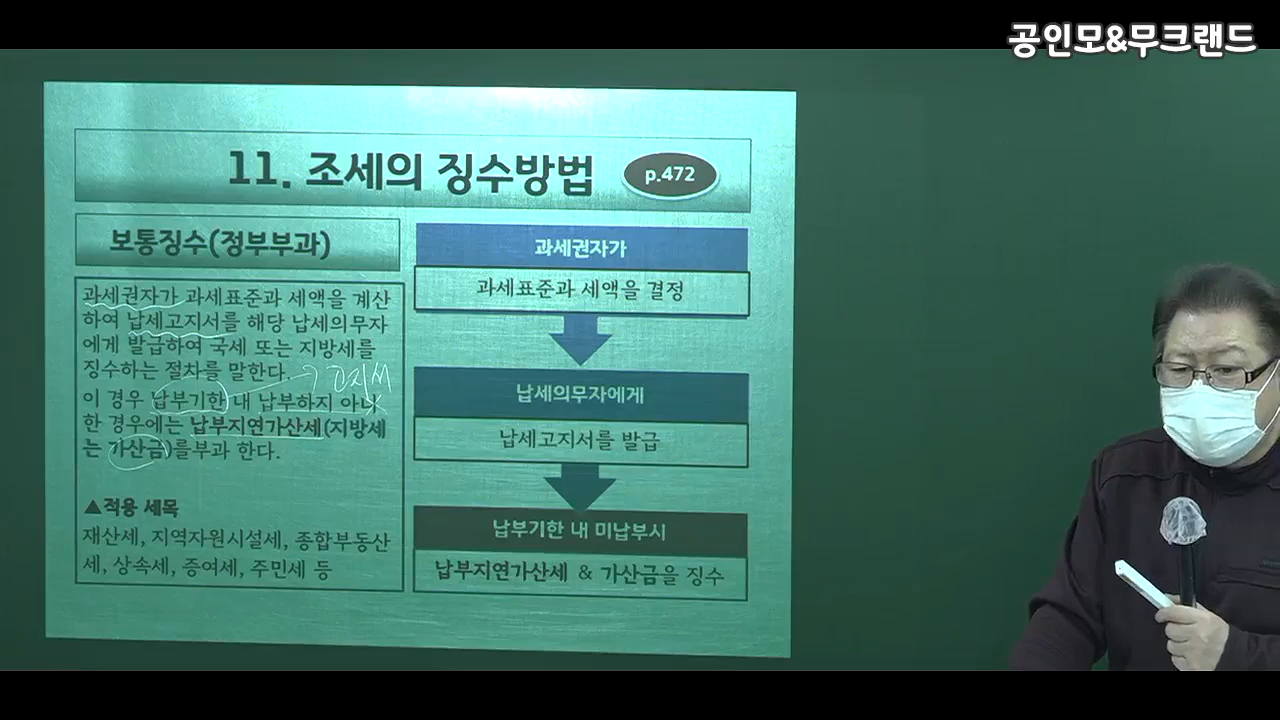 공인모&무크랜드
11. 조세의 징수방법
p.472
보통징수(정부부과)
과세권자가 과세표준과 세액을 계산
하여 납세고지서를 해당 납세의무자
에게 발급하여 국세 또는 지방세를
징수하는 절차를 말한다.
고지서
이 경우 납부기한 내 납부하지 아니
한 경우에는 납부지연가산세(지방세
는 가산금)를부과 한다.
▲적용 세목
재산세, 지역자원시설세, 종합부동산
세, 상속세, 증여세, 주민세 등
과세권자가
과세표준과 세액을 결정
납세의무자에게
납세고지서를 발급
납부기한 내 미납부시
납부지연가산세 & 가산금을 징수